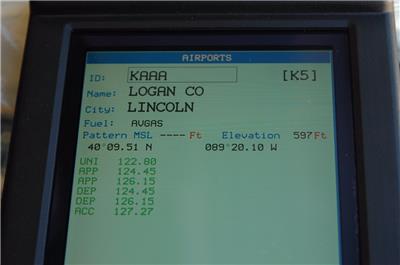 AIRPORTS
ID: KAAA [K5]
Name: LOGAN CO
City: LINCOLN
Fuel: AVGAS
Pattern MSL ---- Ft Elevation 597Ft
40°09.51 N 089°20.10 W
UNI 122.80
APP 124.45
APP 126.15
DEP 124.45
DEP 126.15
ACC 127.27